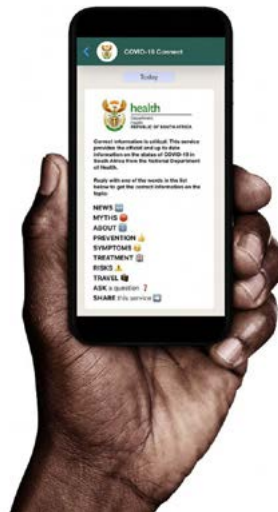 COVID-19 Connect
Today
health
Department:
Health
REPUBLIC OF SOUTH AFRICA
Correct information is critical. This service
provides the official and up to date
information on the status of COVID-19 in
South Africa from the National Department
of Health.
Reply with one of the words in the list
below to get the correct information on the
topic:
NEWS 🆕
MYTHS
ABOUT
PREVENTION 👍
SYMPTOMS
TREATMENT
RISKS ⚠️
TRAVEL
ASK a question ❓
SHARE this service ➡️